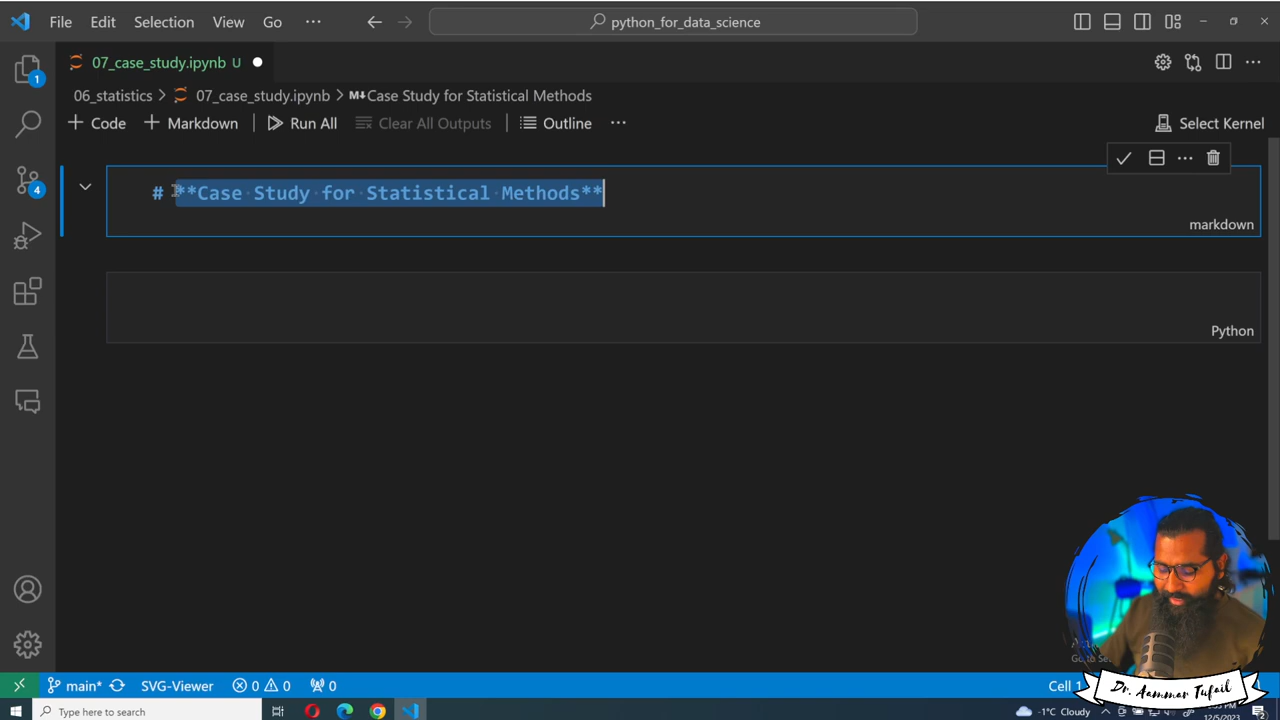 File Edit Selection View Go ··· python_for_data_science
07_case_study.ipynb U
06_statistics > 07_case_study.ipynb > M↓Case Study for Statistical Methods
+ Code + Markdown Run All Clear All Outputs Outline ··· Select Kernel
# **Case Study for Statistical Methods**
markdown
Python
1
4
main* SVG-Viewer 0 0 0 Cell 1
Dr. Aammar Tufail
Type here to search -1°C Cloudy
12/5/2023